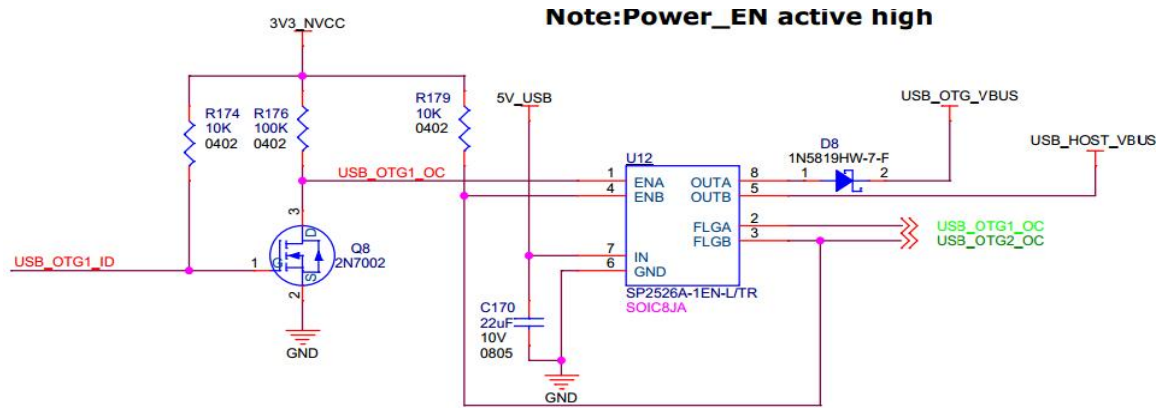 Note:Power_EN active high
3V3_NVCC
R174
10K
0402
R176
100K
0402
R179
10K
0402
5V_USB
USB_OTG_VBUS
USB_HOST_VBUS
D8
1N5819HW-7-F
1
2
USB_OTG1_OC
U12
1
4
7
6
ENA
ENB
IN
GND
OUTA
OUTB
FLGA
FLGB
8
5
2
3
USB_OTG1_OC
USB_OTG2_OC
SP2526A-1EN-L/TR
SOIC8JA
USB_OTG1_ID
1
3
D
G
S
2
Q8
2N7002
GND
C170
22uF
10V
0805
GND